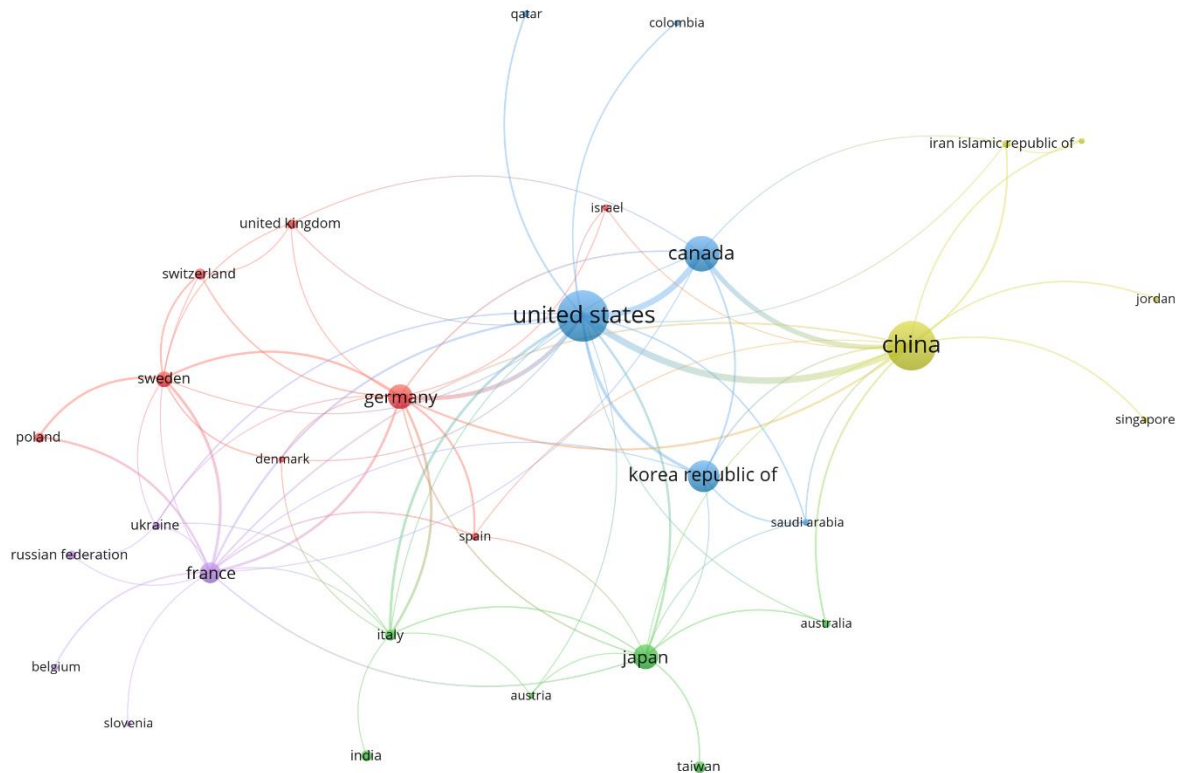 qatar
colombia
iran islamic republic of
israel
united kingdom
canada
switzerland
jordan
united states
china
sweden
germany
singapore
poland
denmark
korea republic of
ukraine
saudi arabia
spain
russian federation
france
australia
italy
japan
belgium
austria
slovenia
india
taiwan